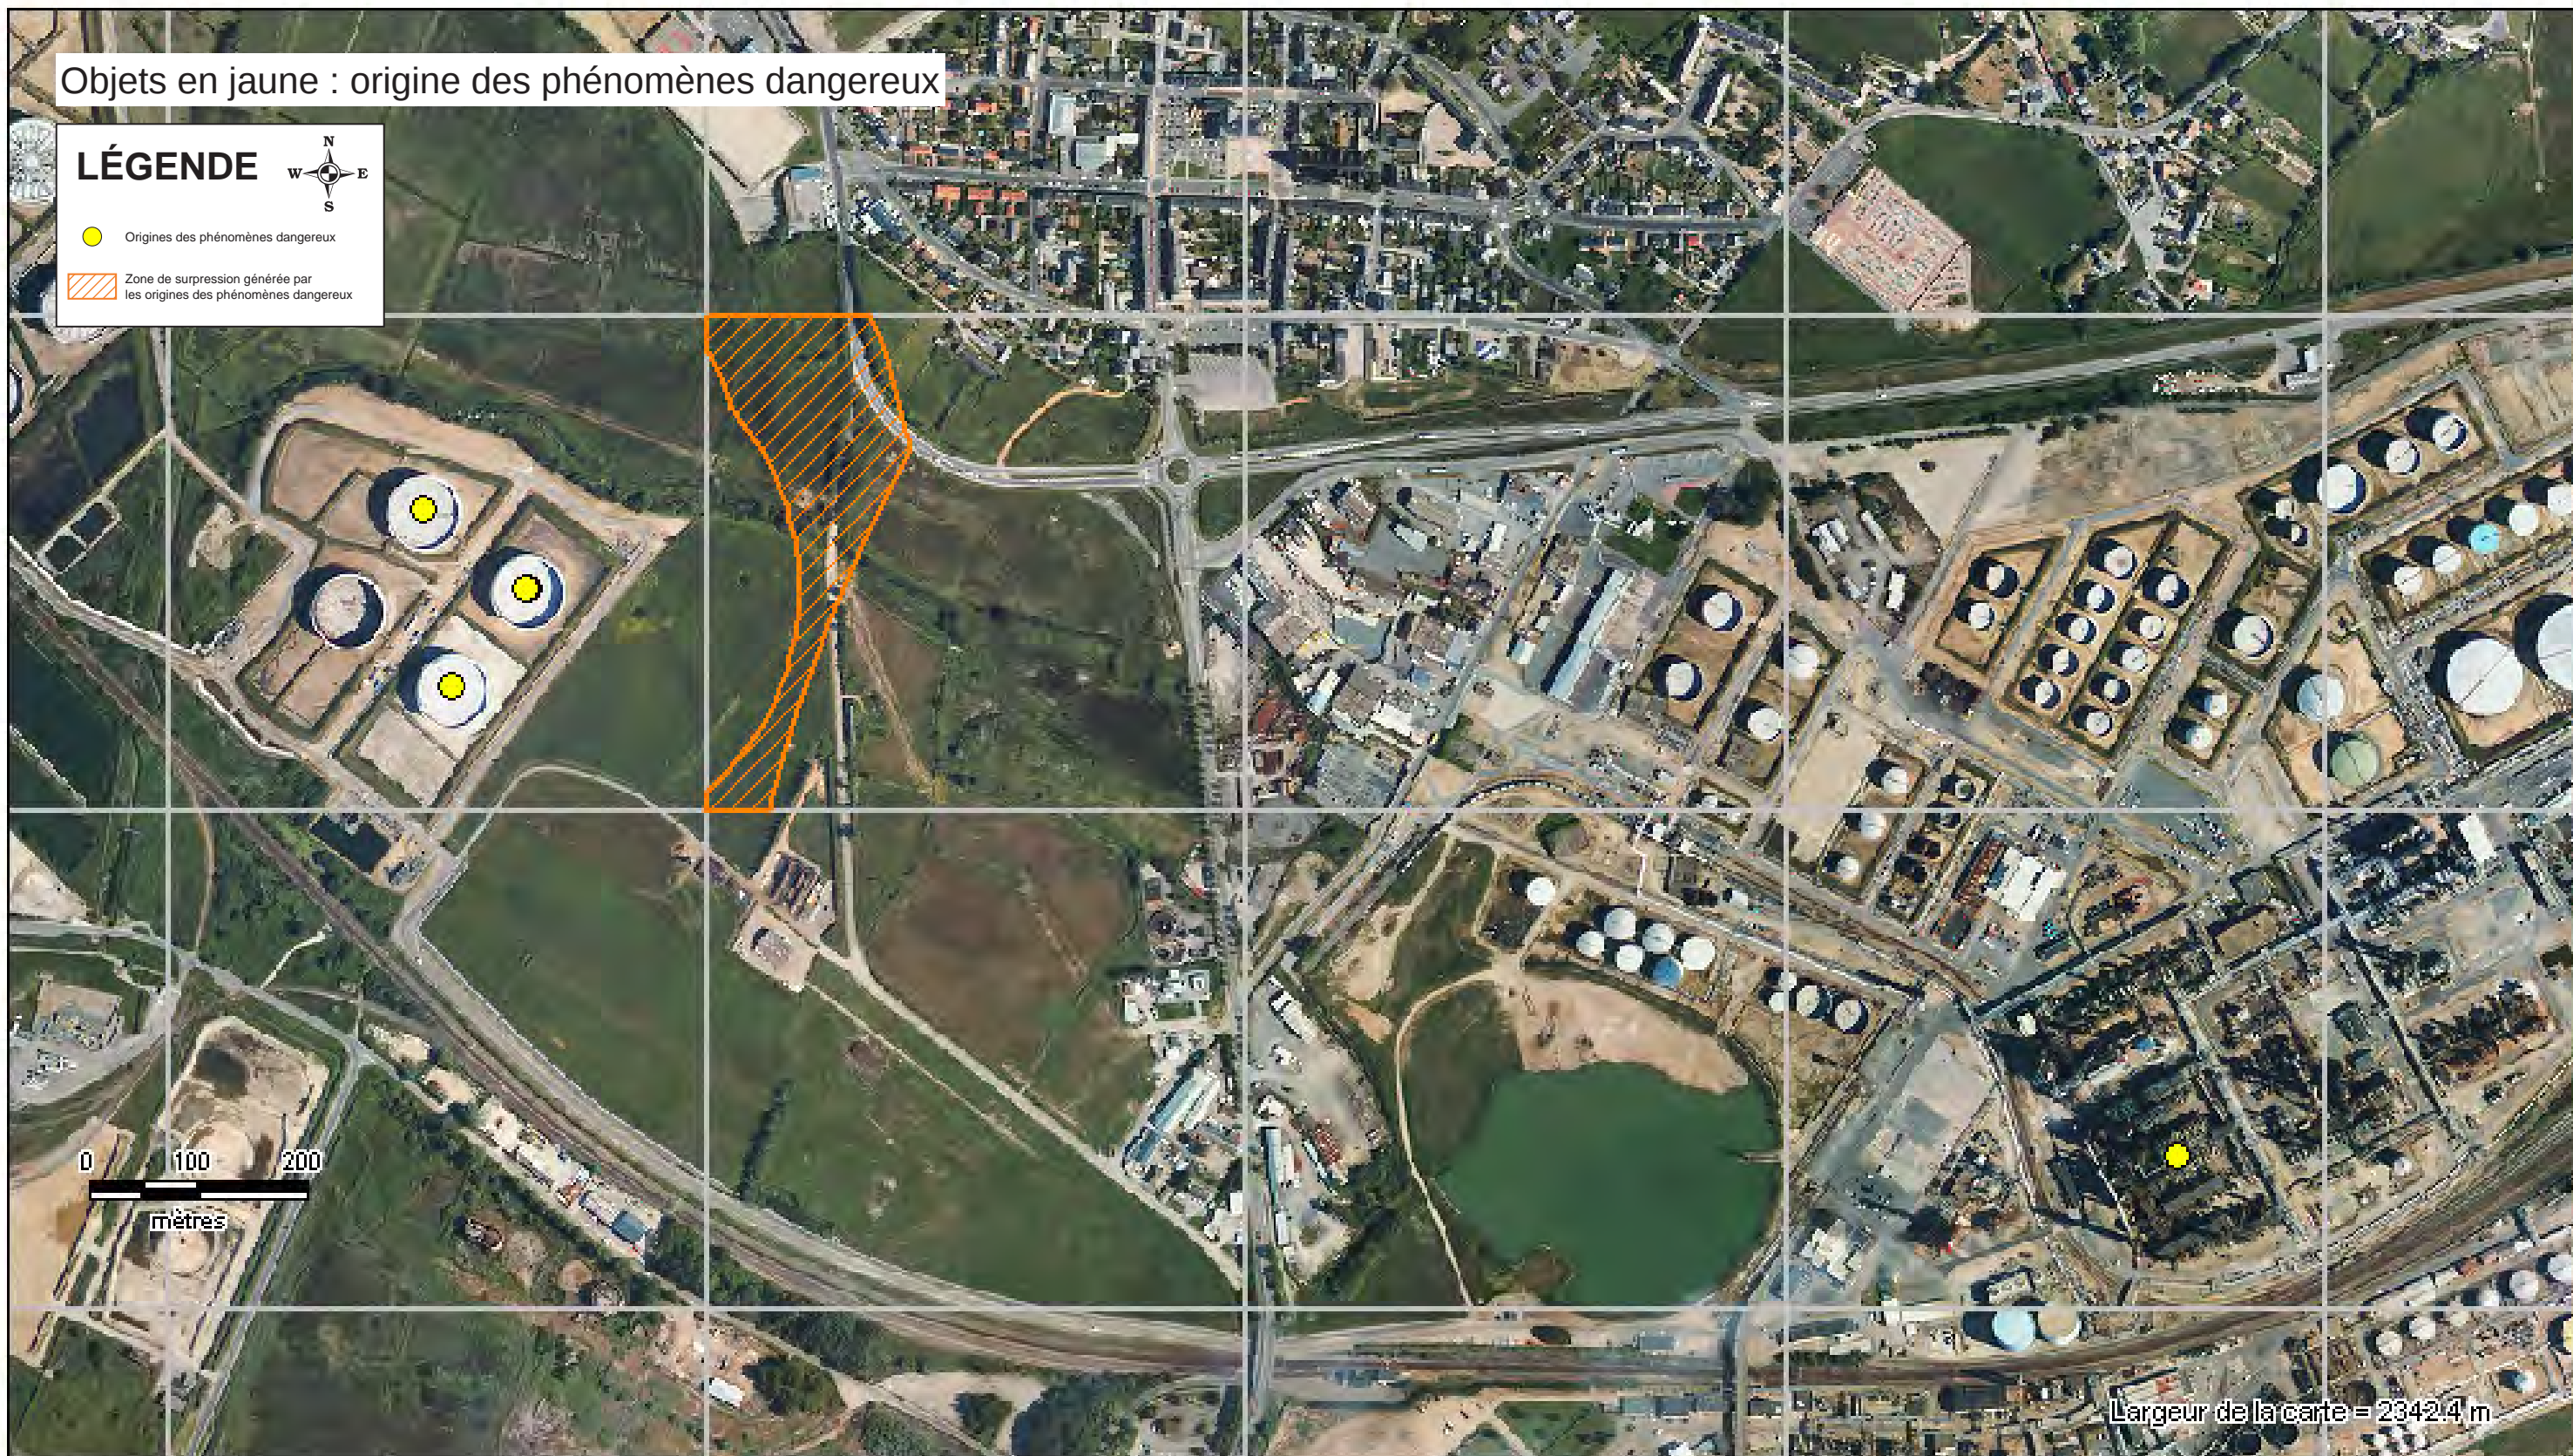 Objets en jaune : origine des phénomènes dangereux
LÉGENDE
N
W E
S
Origines des phénomènes dangereux
Zone de surpression générée par
les origines des phénomènes dangereux
0 100 200
mètres
Largeur de la carte = 2342.4 m